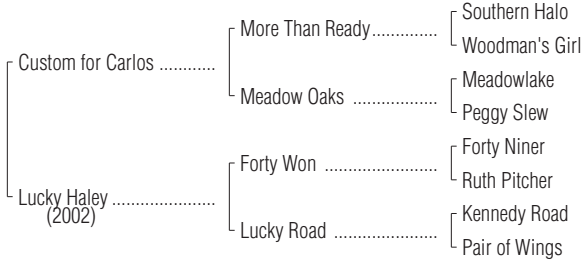 Southern Halo
More Than Ready..............
Woodman's Girl
Custom for Carlos ............
Meadowlake
Meadow Oaks ..................
Peggy Slew
Forty Niner
Forty Won ........................
Ruth Pitcher
Lucky Haley ......................
(2002)
Kennedy Road
Lucky Road ......................
Pair of Wings